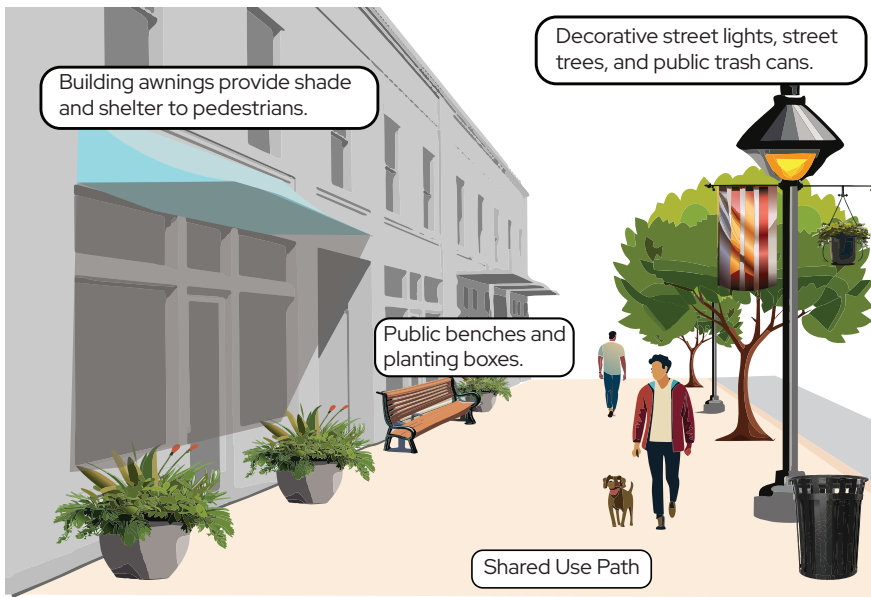 Decorative street lights, street
trees, and public trash cans.
Building awnings provide shade
and shelter to pedestrians.
Public benches and
planting boxes.
Shared Use Path